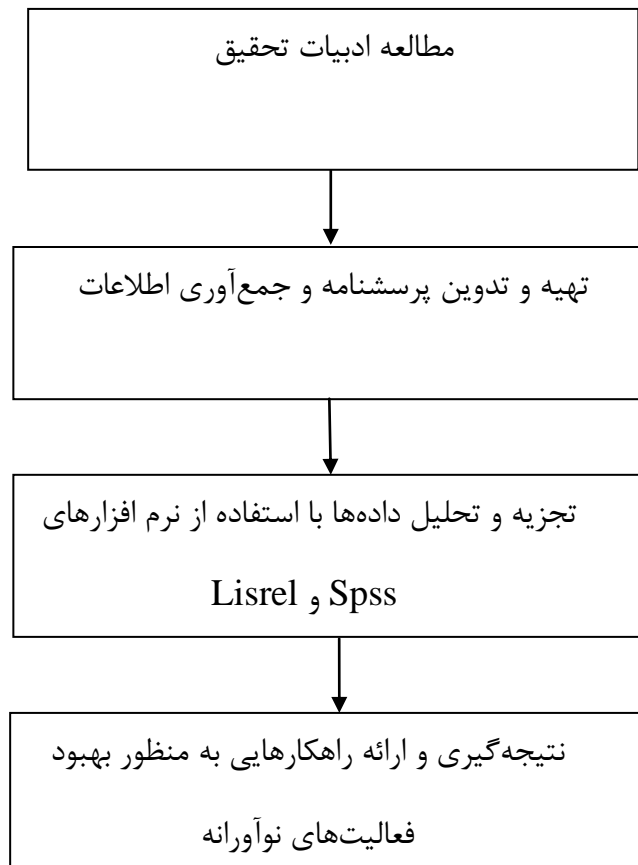 مطالعه ادبیات تحقیق
تهیه و تدوین پرسشنامه و جمع‌آوری اطلاعات
تجزیه و تحلیل داده‌ها با استفاده از نرم افزارهای
Spss و Lisrel
نتیجه‌گیری و ارائه راهکارهایی به منظور بهبود
فعالیت‌های نوآورانه